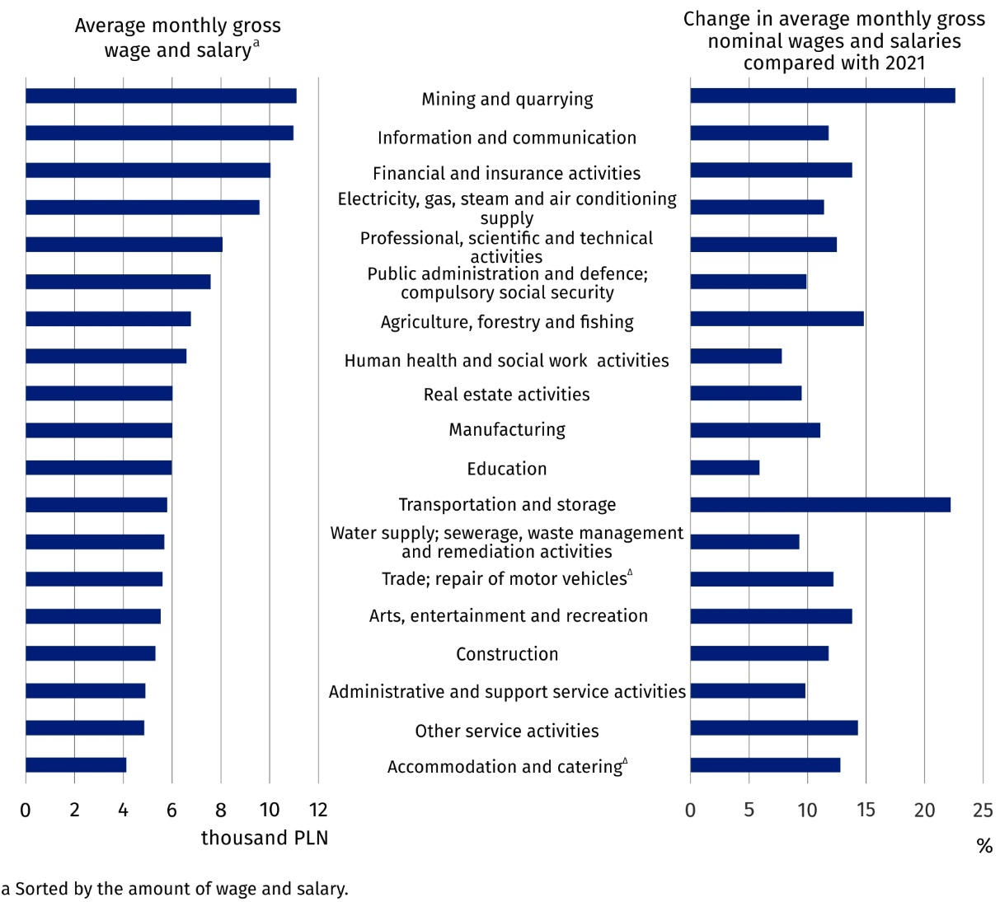 Average monthly gross
wage and salaryᵃ
Change in average monthly gross
nominal wages and salaries
compared with 2021
Mining and quarrying
Information and communication
Financial and insurance activities
Electricity, gas, steam and air conditioning
supply
Professional, scientific and technical
activities
Public administration and defence;
compulsory social security
Agriculture, forestry and fishing
Human health and social work  activities
Real estate activities
Manufacturing
Education
Transportation and storage
Water supply; sewerage, waste management
and remediation activities
Trade; repair of motor vehiclesᐃ
Arts, entertainment and recreation
Construction
Administrative and support service activities
Other service activities
Accommodation and cateringᐃ
0 2 4 6 8 10 12
thousand PLN
0 5 10 15 20 25
%
a Sorted by the amount of wage and salary.